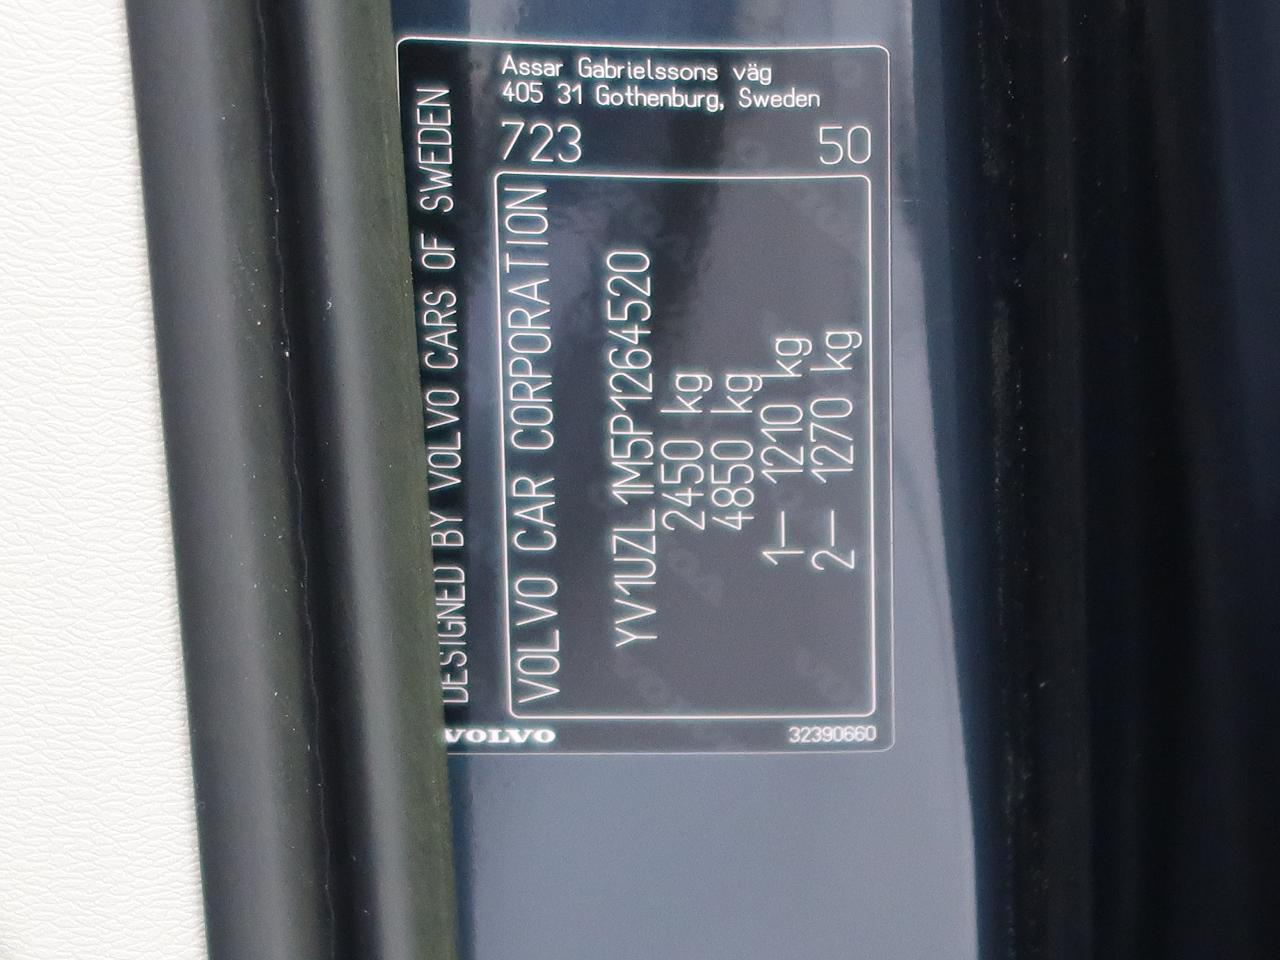 Assar Gabrielssons väg
405 31 Gothenburg, Sweden
723 50
DESIGNED BY VOLVO CARS OF SWEDEN
VOLVO CAR CORPORATION
YV1UZL1M5P1264520
2450 kg
4850 kg
1— 1210 kg
2— 1270 kg
VOLVO
32390660